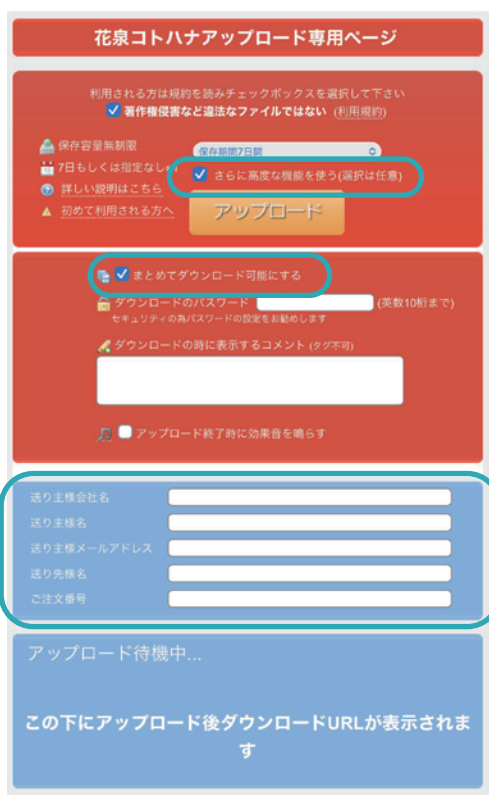 花泉コトハナアップロード専用ページ
利用される方は規約を読みチェックボックスを選択して下さい
著作権侵害など違法なファイルではない (利用規約)
保存容量無制限
保存期間7日間
7日もしくは指定なし
さらに高度な機能を使う(選択は任意)
詳しい説明はこちら
初めて利用される方へ
アップロード
まとめてダウンロード可能にする
ダウンロードのパスワード (英数10桁まで)
セキュリティの為パスワードの設定をお勧めします
ダウンロードの時に表示するコメント (タグ不可)
アップロード終了時に効果音を鳴らす
送り主様会社名
送り主様名
送り主様メールアドレス
送り先様名
ご注文番号
アップロード待機中...
この下にアップロード後ダウンロードURLが表示されま
す